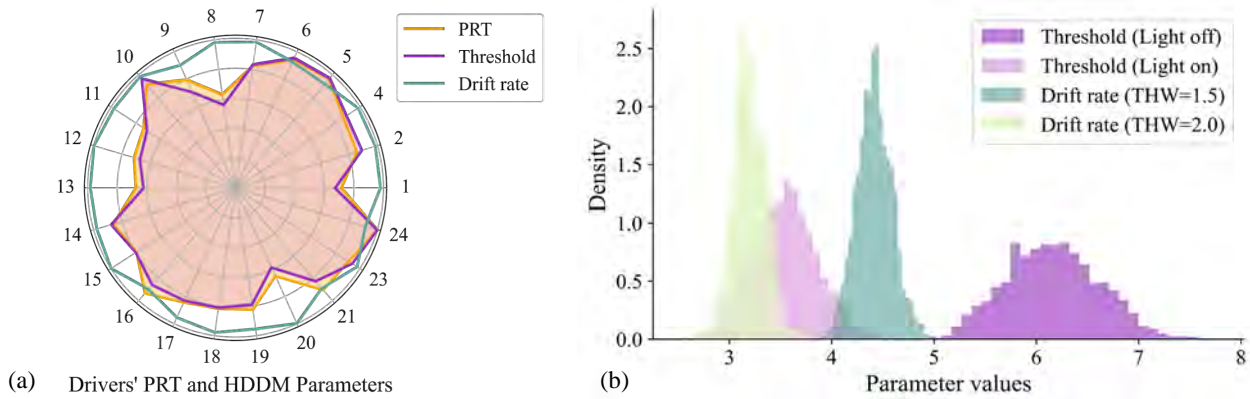 PRT
Threshold
Drift rate
1
2
4
5
6
7
8
9
10
11
12
13
14
15
16
17
18
19
20
21
23
24
(a) Drivers' PRT and HDDM Parameters
Threshold (Light off)
Threshold (Light on)
Drift rate (THW=1.5)
Drift rate (THW=2.0)
Density
2.5
2.0
1.5
1.0
0.5
0.0
3 4 5 6 7 8
(b) Parameter values